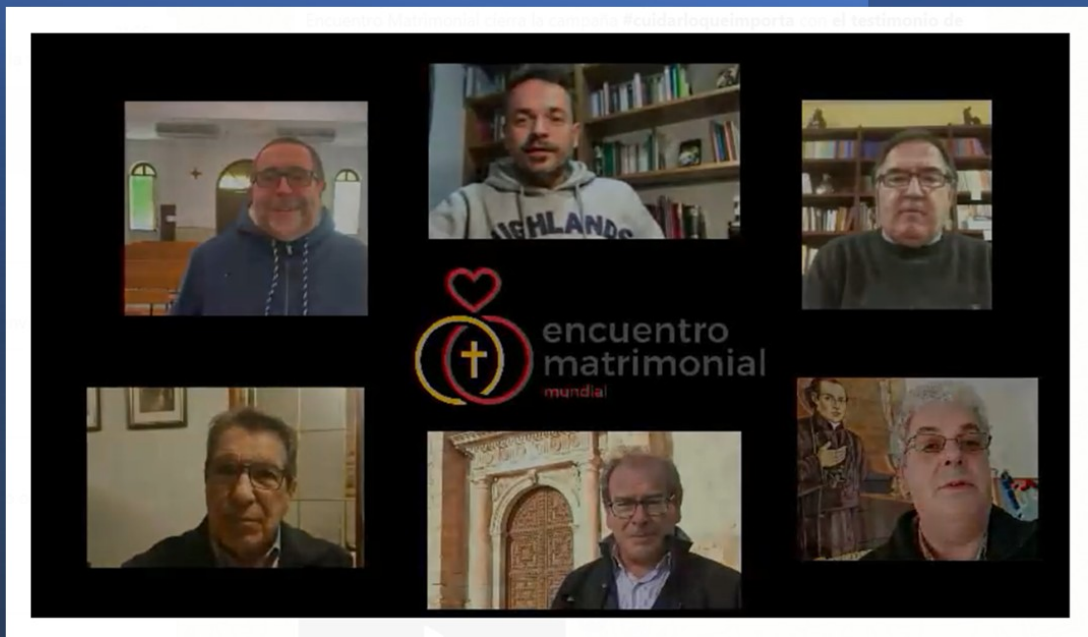 Encuentro Matrimonial cierra la campaña #cuidarloqueimporta con el testimonio de
HIGHLANDS
encuentro
matrimonial
mundial